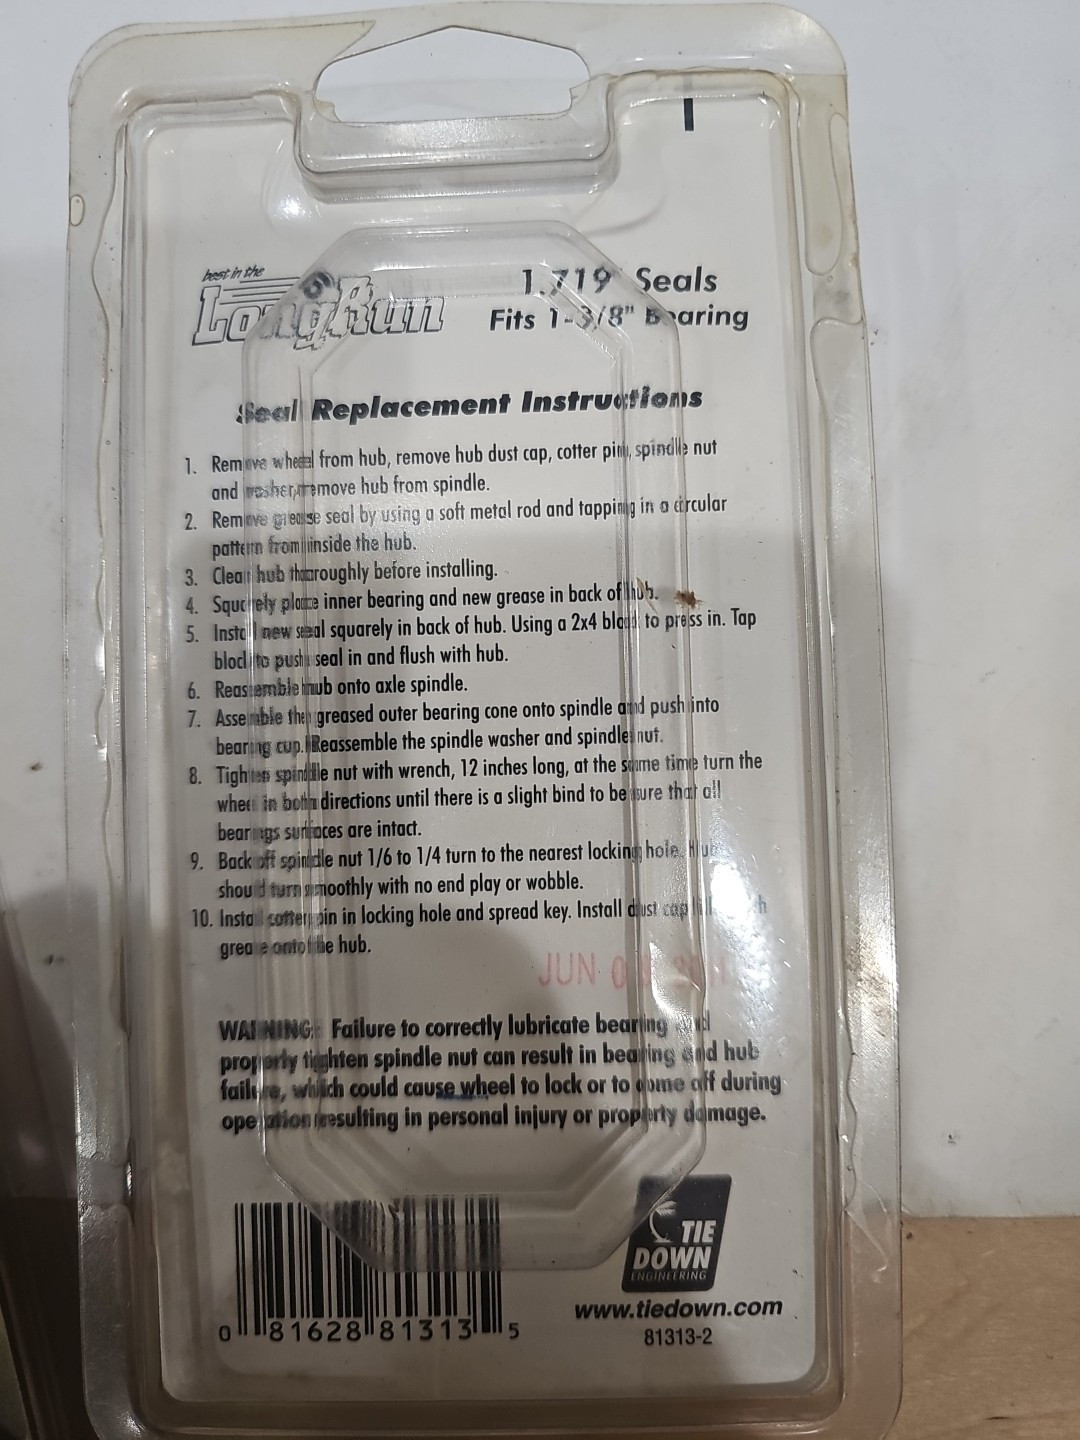 best in the
LongRun
1.719" Seals
Fits 1-3/8" Bearing
Seal Replacement Instructions
1. Remove wheel from hub, remove hub dust cap, cotter pin, spindle nut
and washer, remove hub from spindle.
2. Remove grease seal by using a soft metal rod and tapping in a circular
pattern from inside the hub.
3. Clean hub thoroughly before installing.
4. Squarely place inner bearing and new grease in back of hub.
5. Install new seal squarely in back of hub. Using a 2x4 block to press in. Tap
block to push seal in and flush with hub.
6. Reassemble hub onto axle spindle.
7. Assemble the greased outer bearing cone onto spindle and push into
bearing cup. Reassemble the spindle washer and spindle nut.
8. Tighten spindle nut with wrench, 12 inches long, at the same time turn the
wheel in both directions until there is a slight bind to be sure that all
bearings surfaces are intact.
9. Back off spindle nut 1/6 to 1/4 turn to the nearest locking hole. Hub
should turn smoothly with no end play or wobble.
10. Install cotter pin in locking hole and spread key. Install dust cap
grease onto the hub.
JUN
WARNING: Failure to correctly lubricate bearing and
properly tighten spindle nut can result in bearing and hub
failure, which could cause wheel to lock or to come off during
operation resulting in personal injury or property damage.
TIE
DOWN
ENGINEERING
www.tiedown.com
0 81628 81313 5
81313-2